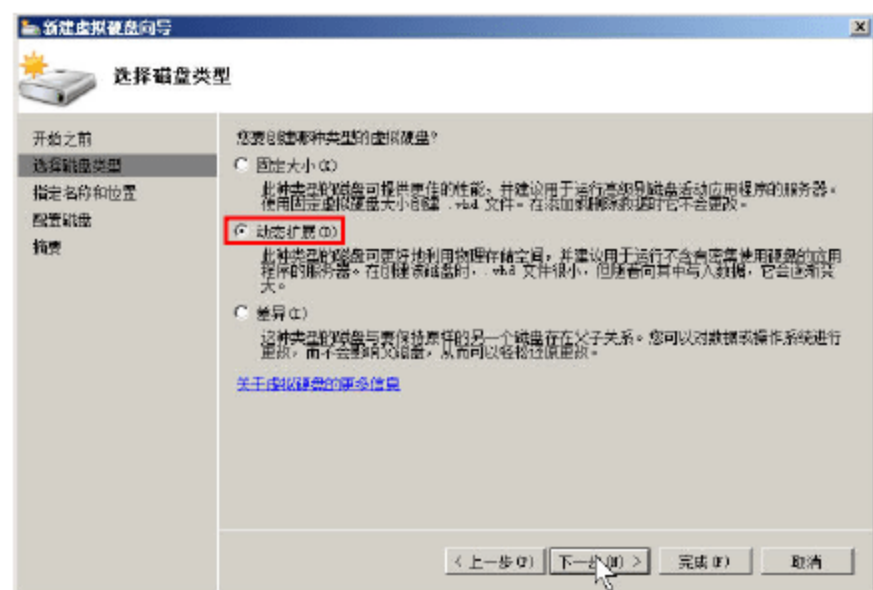 新建虚拟硬盘向导
选择磁盘类型
开始之前
选择磁盘类型
指定名称和位置
配置磁盘
摘要
您要创建哪种类型的虚拟硬盘?
固定大小(X)
此种类型的磁盘可提供更佳的性能。并建议用于运行高级别磁盘活动应用程序的服务器。
使用固定虚拟硬盘大小创建 .vhd 文件。在添加或删除数据时它不会更改。
动态扩展(D)
此种类型的磁盘可更好地利用物理存储空间，并建议用于运行不含有密集使用硬盘的应用
程序的服务器。在创建该磁盘时，.vhd 文件很小，但随着向其中写入数据，它会逐渐变
大。
差异(I)
这种类型的磁盘与要保持原样的另一个磁盘存在父子关系。您可以对数据或操作系统进行
更改，而不会影响父磁盘，从而可以轻松还原更改。
关于虚拟硬盘的更多信息
< 上一步(P)
下一步(N) >
完成(F)
取消